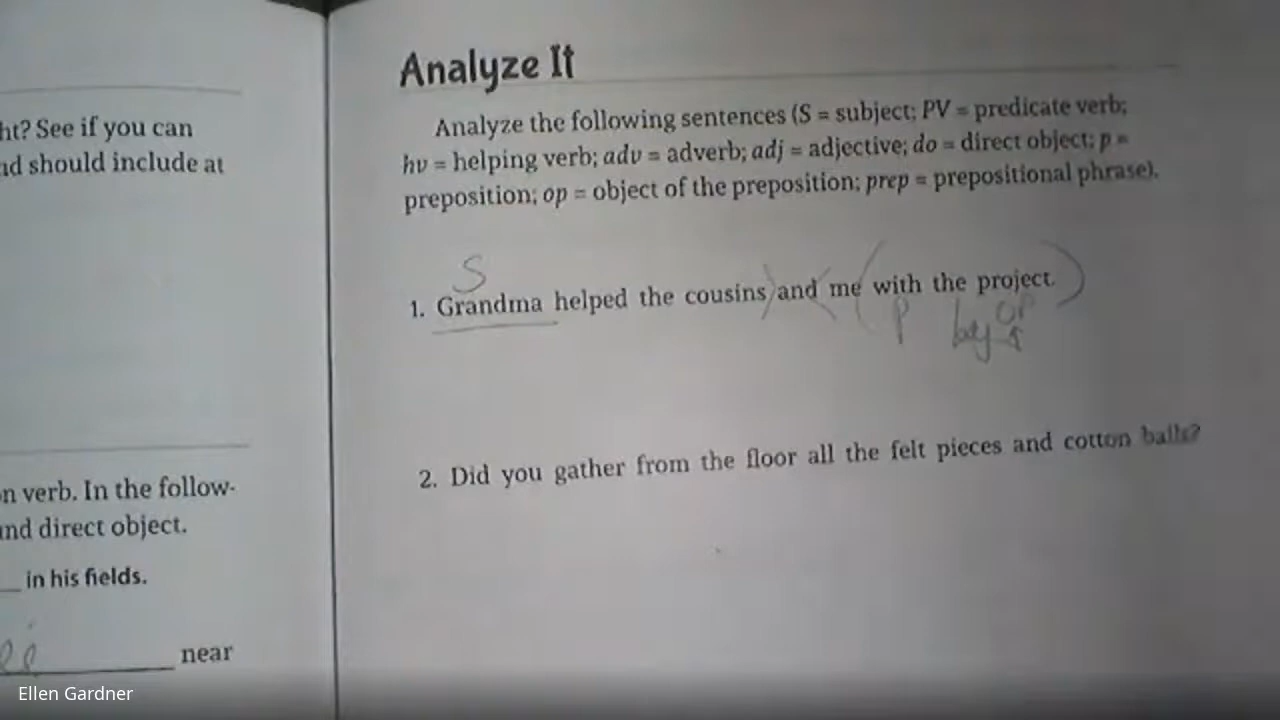 ht? See if you can
nd should include at
n verb. In the follow-
and direct object.
in his fields.
near
Analyze It
Analyze the following sentences (S = subject; PV = predicate verb;
hv = helping verb; adv = adverb; adj = adjective; do = direct object; p =
preposition; op = object of the preposition; prep = prepositional phrase).
S
1. Grandma helped the cousins and me with the project.
p op
2. Did you gather from the floor all the felt pieces and cotton balls?
Ellen Gardner